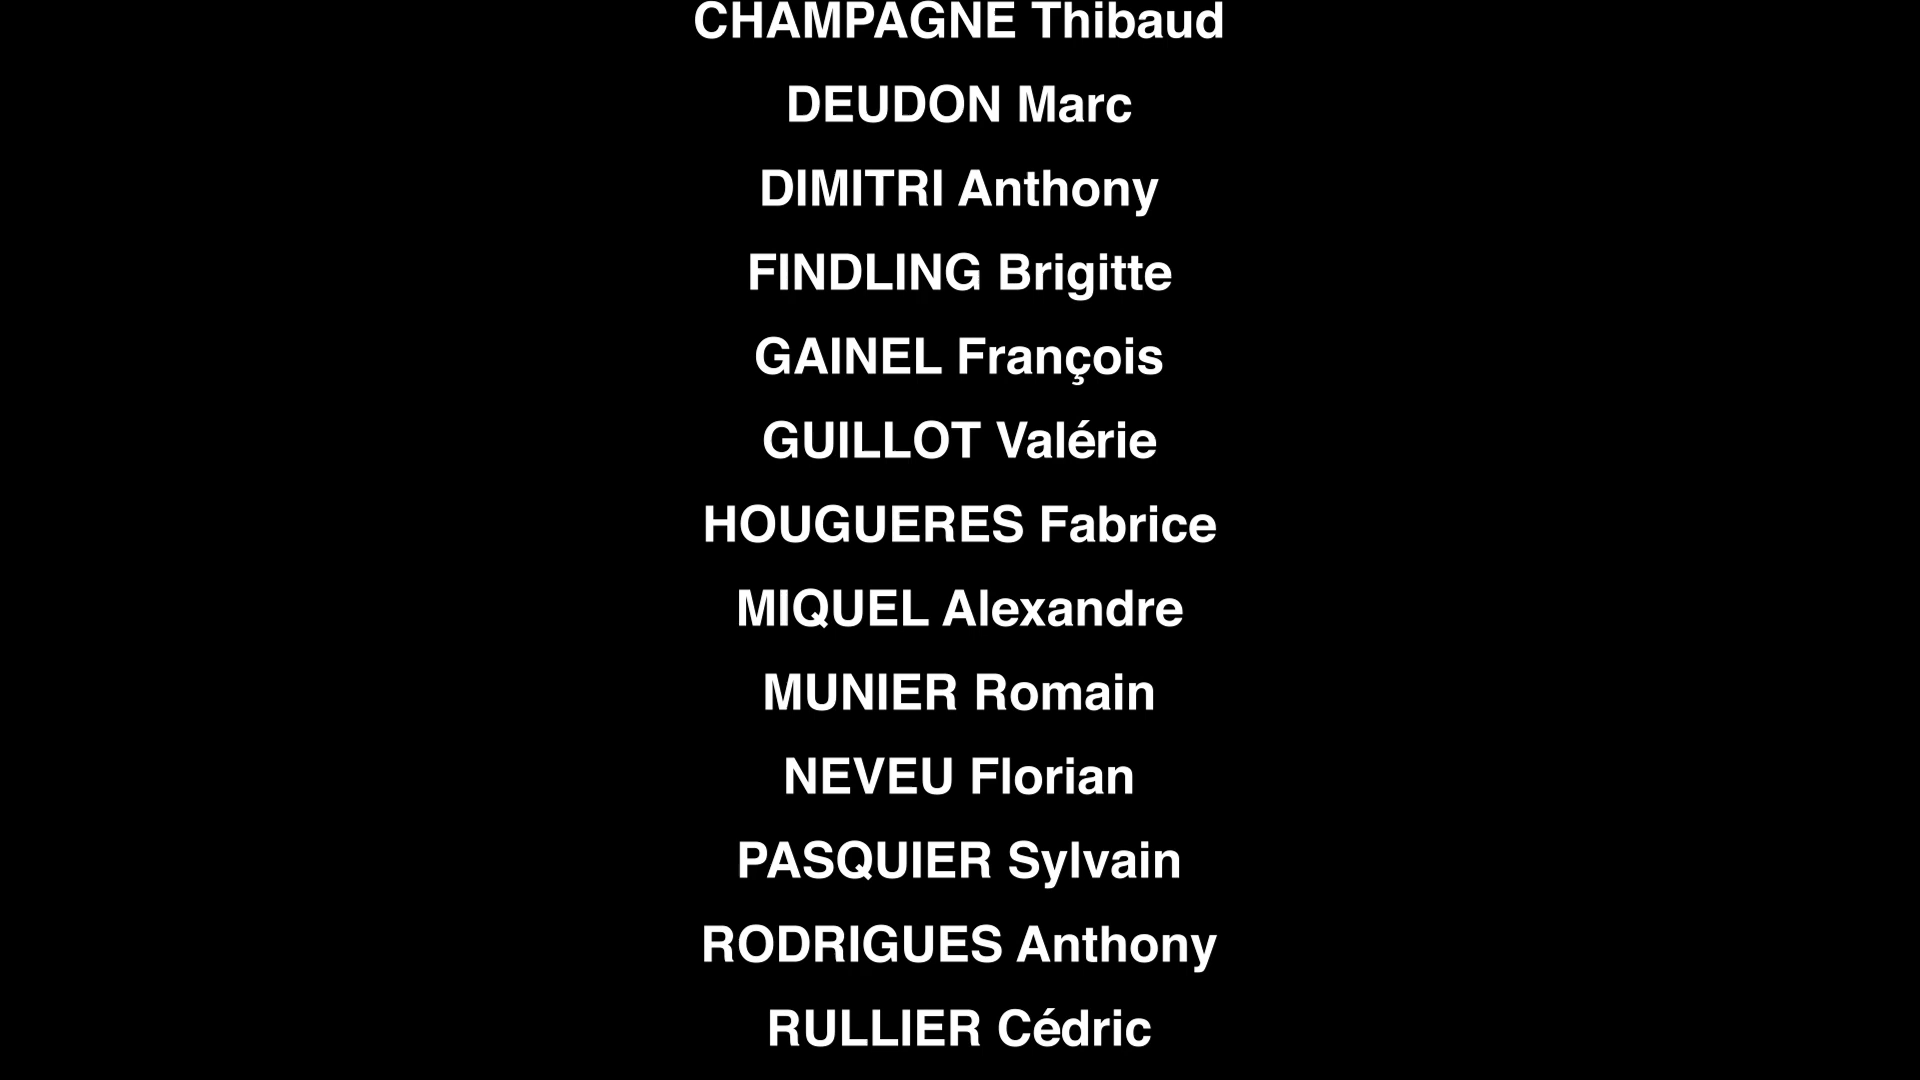 CHAMPAGNE Thibaud
DEUDON Marc
DIMITRI Anthony
FINDLING Brigitte
GAINEL François
GUILLOT Valérie
HOUGUERES Fabrice
MIQUEL Alexandre
MUNIER Romain
NEVEU Florian
PASQUIER Sylvain
RODRIGUES Anthony
RULLIER Cédric